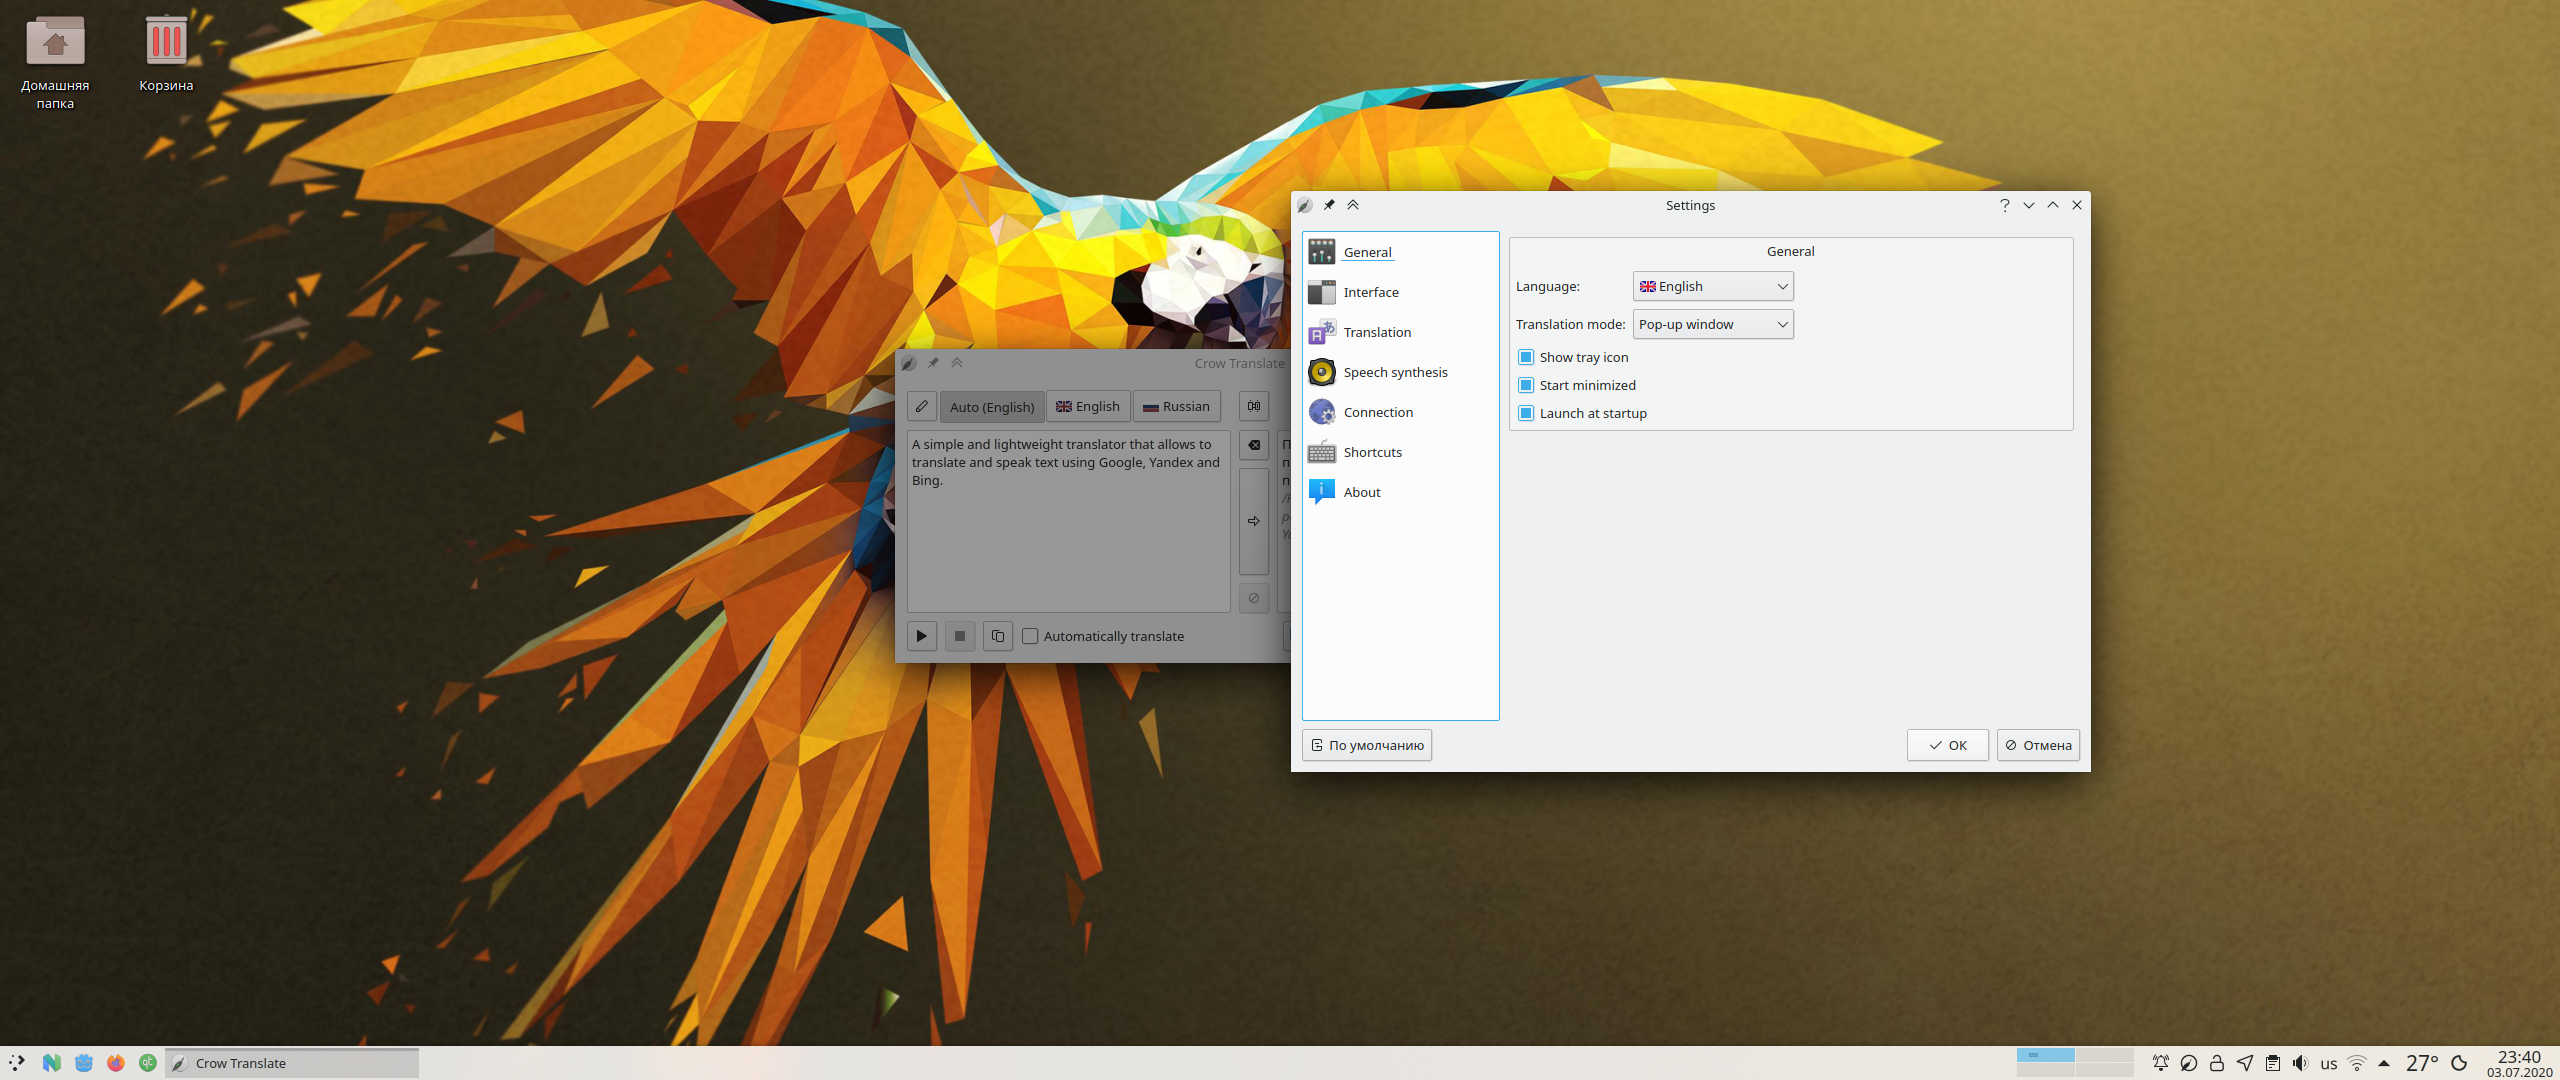 Домашняя
папка
Корзина
Settings
General
Interface
Translation
Speech synthesis
Connection
Shortcuts
About
General
Language:
English
Translation mode:
Pop-up window
Show tray icon
Start minimized
Launch at startup
По умолчанию
OK
Отмена
Crow Translate
Auto (English)
English
Russian
A simple and lightweight translator that allows to
translate and speak text using Google, Yandex and
Bing.
Automatically translate
Crow Translate
us
27°
23:40
03.07.2020